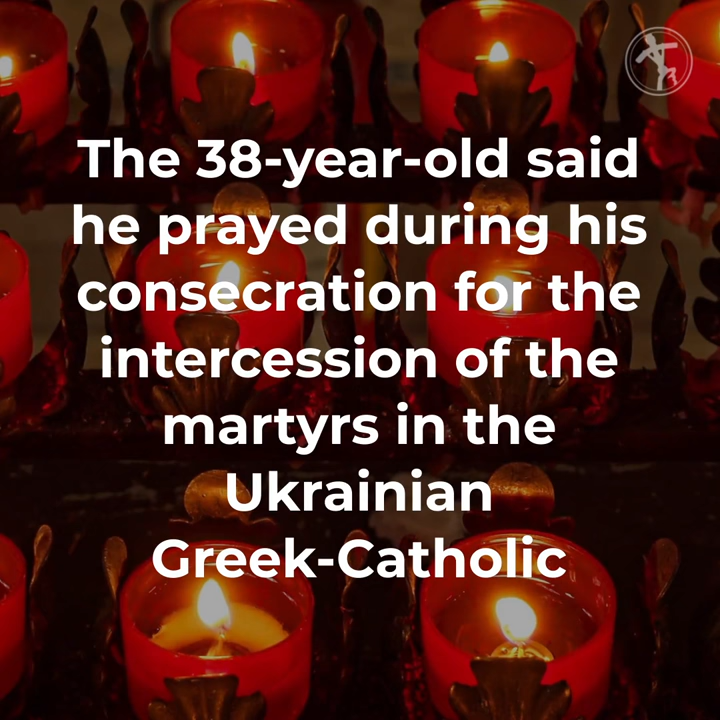 The 38-year-old said
he prayed during his
consecration for the
intercession of the
martyrs in the
Ukrainian
Greek-Catholic